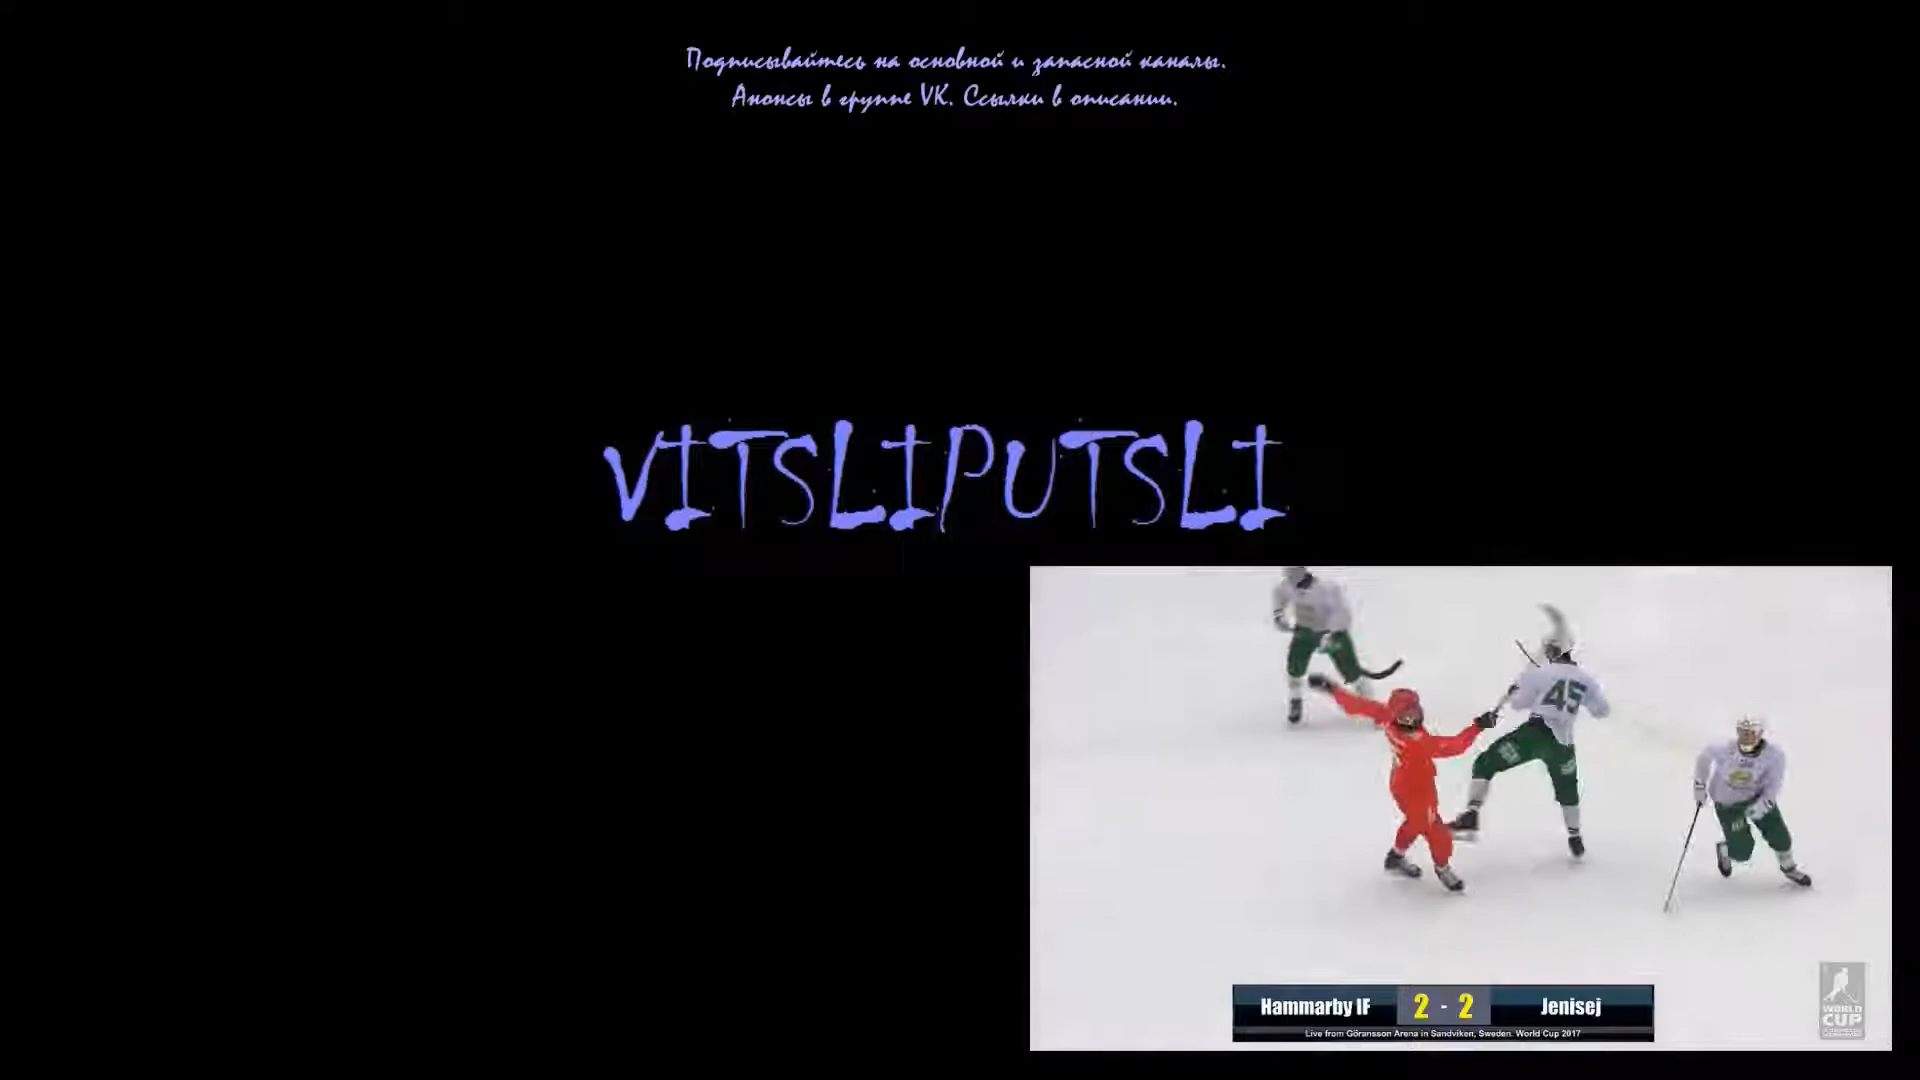 Подписывайтесь на основной и запасной каналы.
Анонсы в группе VK. Ссылки в описании.
VITSLIPUTSLI
45
Hammarby IF 2 - 2 Jenisej
Live from Göransson Arena in Sandviken, Sweden. World Cup 2017
WORLD
CUP